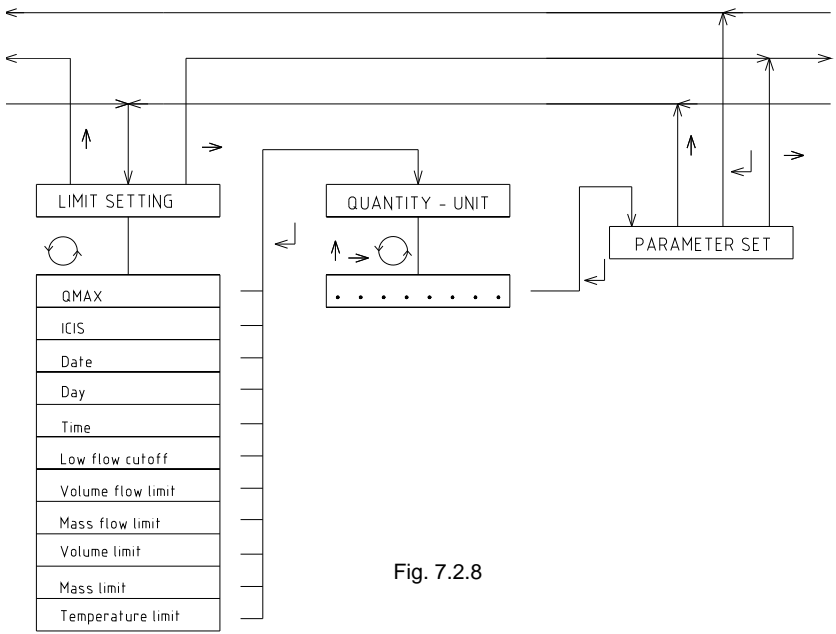 LIMIT SETTING
QUANTITY - UNIT
PARAMETER SET
QMAX
ICIS
Date
Day
Time
Low flow cutoff
Volume flow limit
Mass flow limit
Volume limit
Mass limit
Temperature limit
Fig. 7.2.8